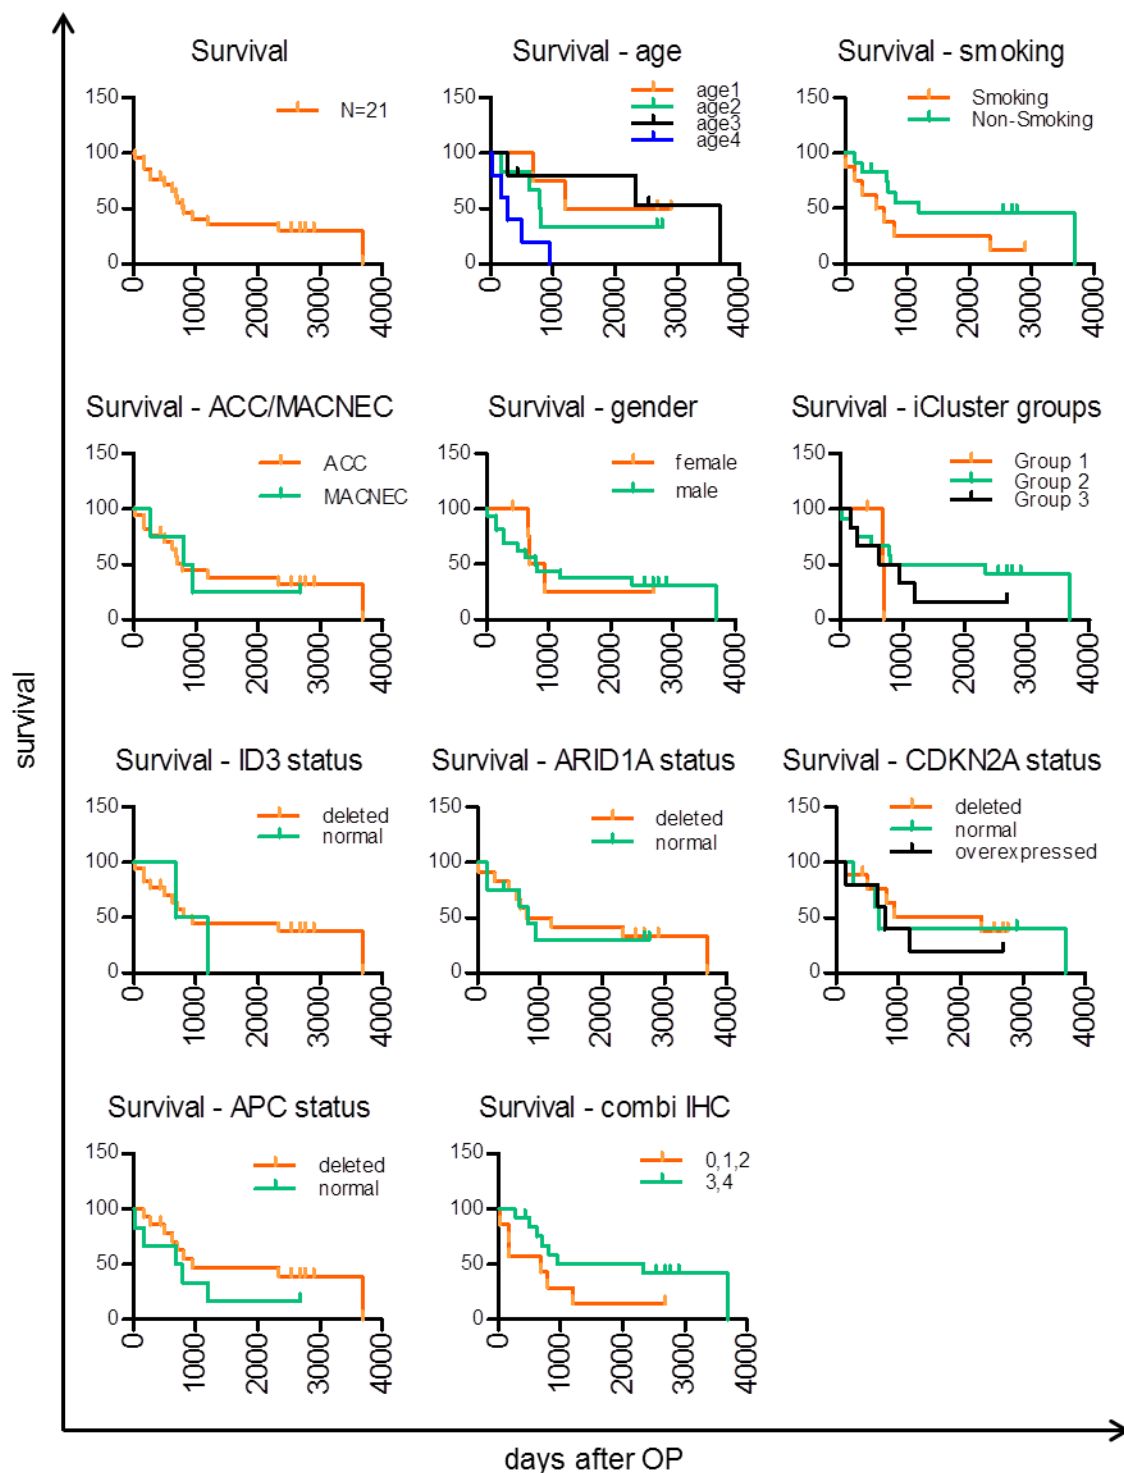 Survival
150
100
50
0
N=21
0 1000 2000 3000 4000
Survival - age
150
100
50
0
age1
age2
age3
age4
0 1000 2000 3000 4000
Survival - smoking
150
100
50
0
Smoking
Non-Smoking
0 1000 2000 3000 4000
Survival - ACC/MACNEC
150
100
50
0
ACC
MACNEC
0 1000 2000 3000 4000
Survival - gender
150
100
50
0
female
male
0 1000 2000 3000 4000
Survival - iCluster groups
150
100
50
0
Group 1
Group 2
Group 3
0 1000 2000 3000 4000
survival
Survival - ID3 status
150
100
50
0
deleted
normal
0 1000 2000 3000 4000
Survival - ARID1A status
150
100
50
0
deleted
normal
0 1000 2000 3000 4000
Survival - CDKN2A status
150
100
50
0
deleted
normal
overexpressed
0 1000 2000 3000 4000
Survival - APC status
150
100
50
0
deleted
normal
0 1000 2000 3000 4000
Survival - combi IHC
150
100
50
0
0,1,2
3,4
0 1000 2000 3000 4000
days after OP